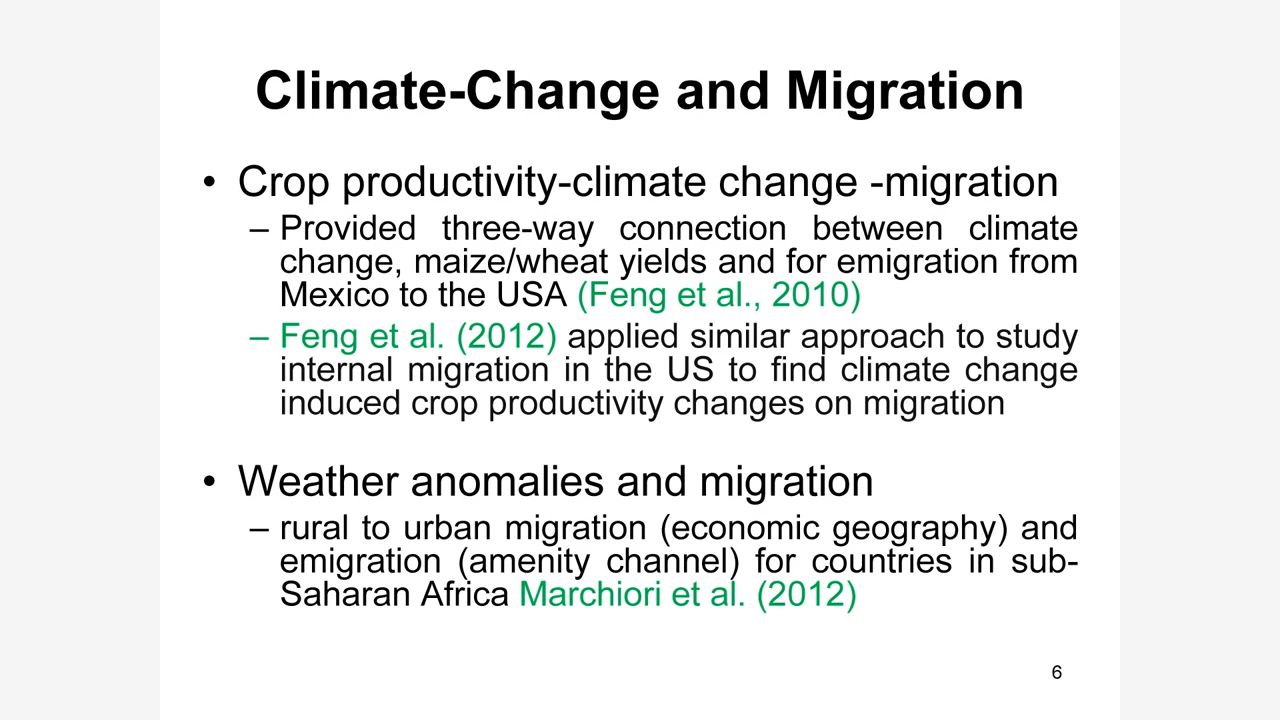 Climate-Change and Migration
• Crop productivity-climate change -migration
– Provided three-way connection between climate
change, maize/wheat yields and for emigration from
Mexico to the USA (Feng et al., 2010)
– Feng et al. (2012) applied similar approach to study
internal migration in the US to find climate change
induced crop productivity changes on migration
• Weather anomalies and migration
– rural to urban migration (economic geography) and
emigration (amenity channel) for countries in sub-
Saharan Africa Marchiori et al. (2012)
6